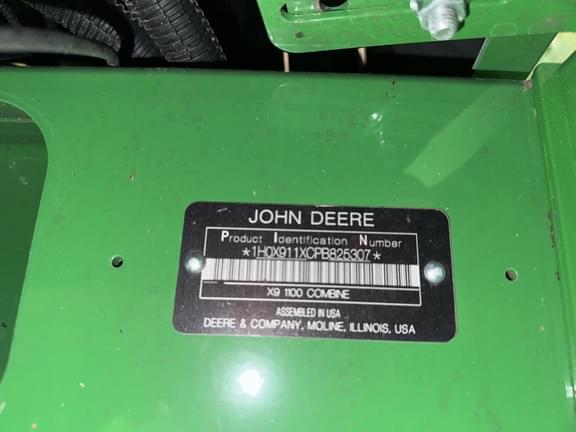 JOHN DEERE
Product Identification Number
*1H0X911XCPB825307*
X9 1100 COMBINE
ASSEMBLED IN USA
DEERE & COMPANY, MOLINE, ILLINOIS, USA